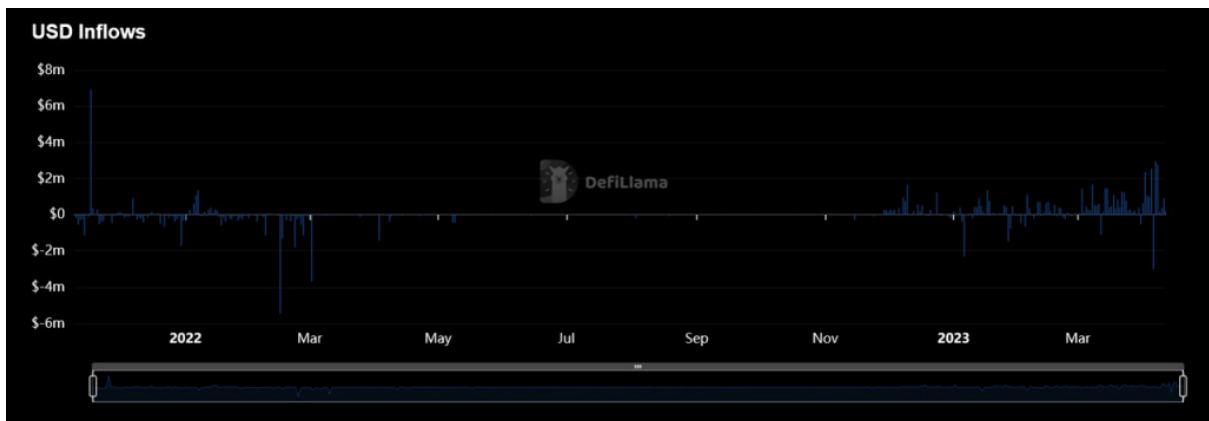 USD Inflows
$8m
$6m
$4m
$2m
DefiLlama
$0
$-2m
$-4m
$-6m
2022 Mar May Jul Sep Nov 2023 Mar